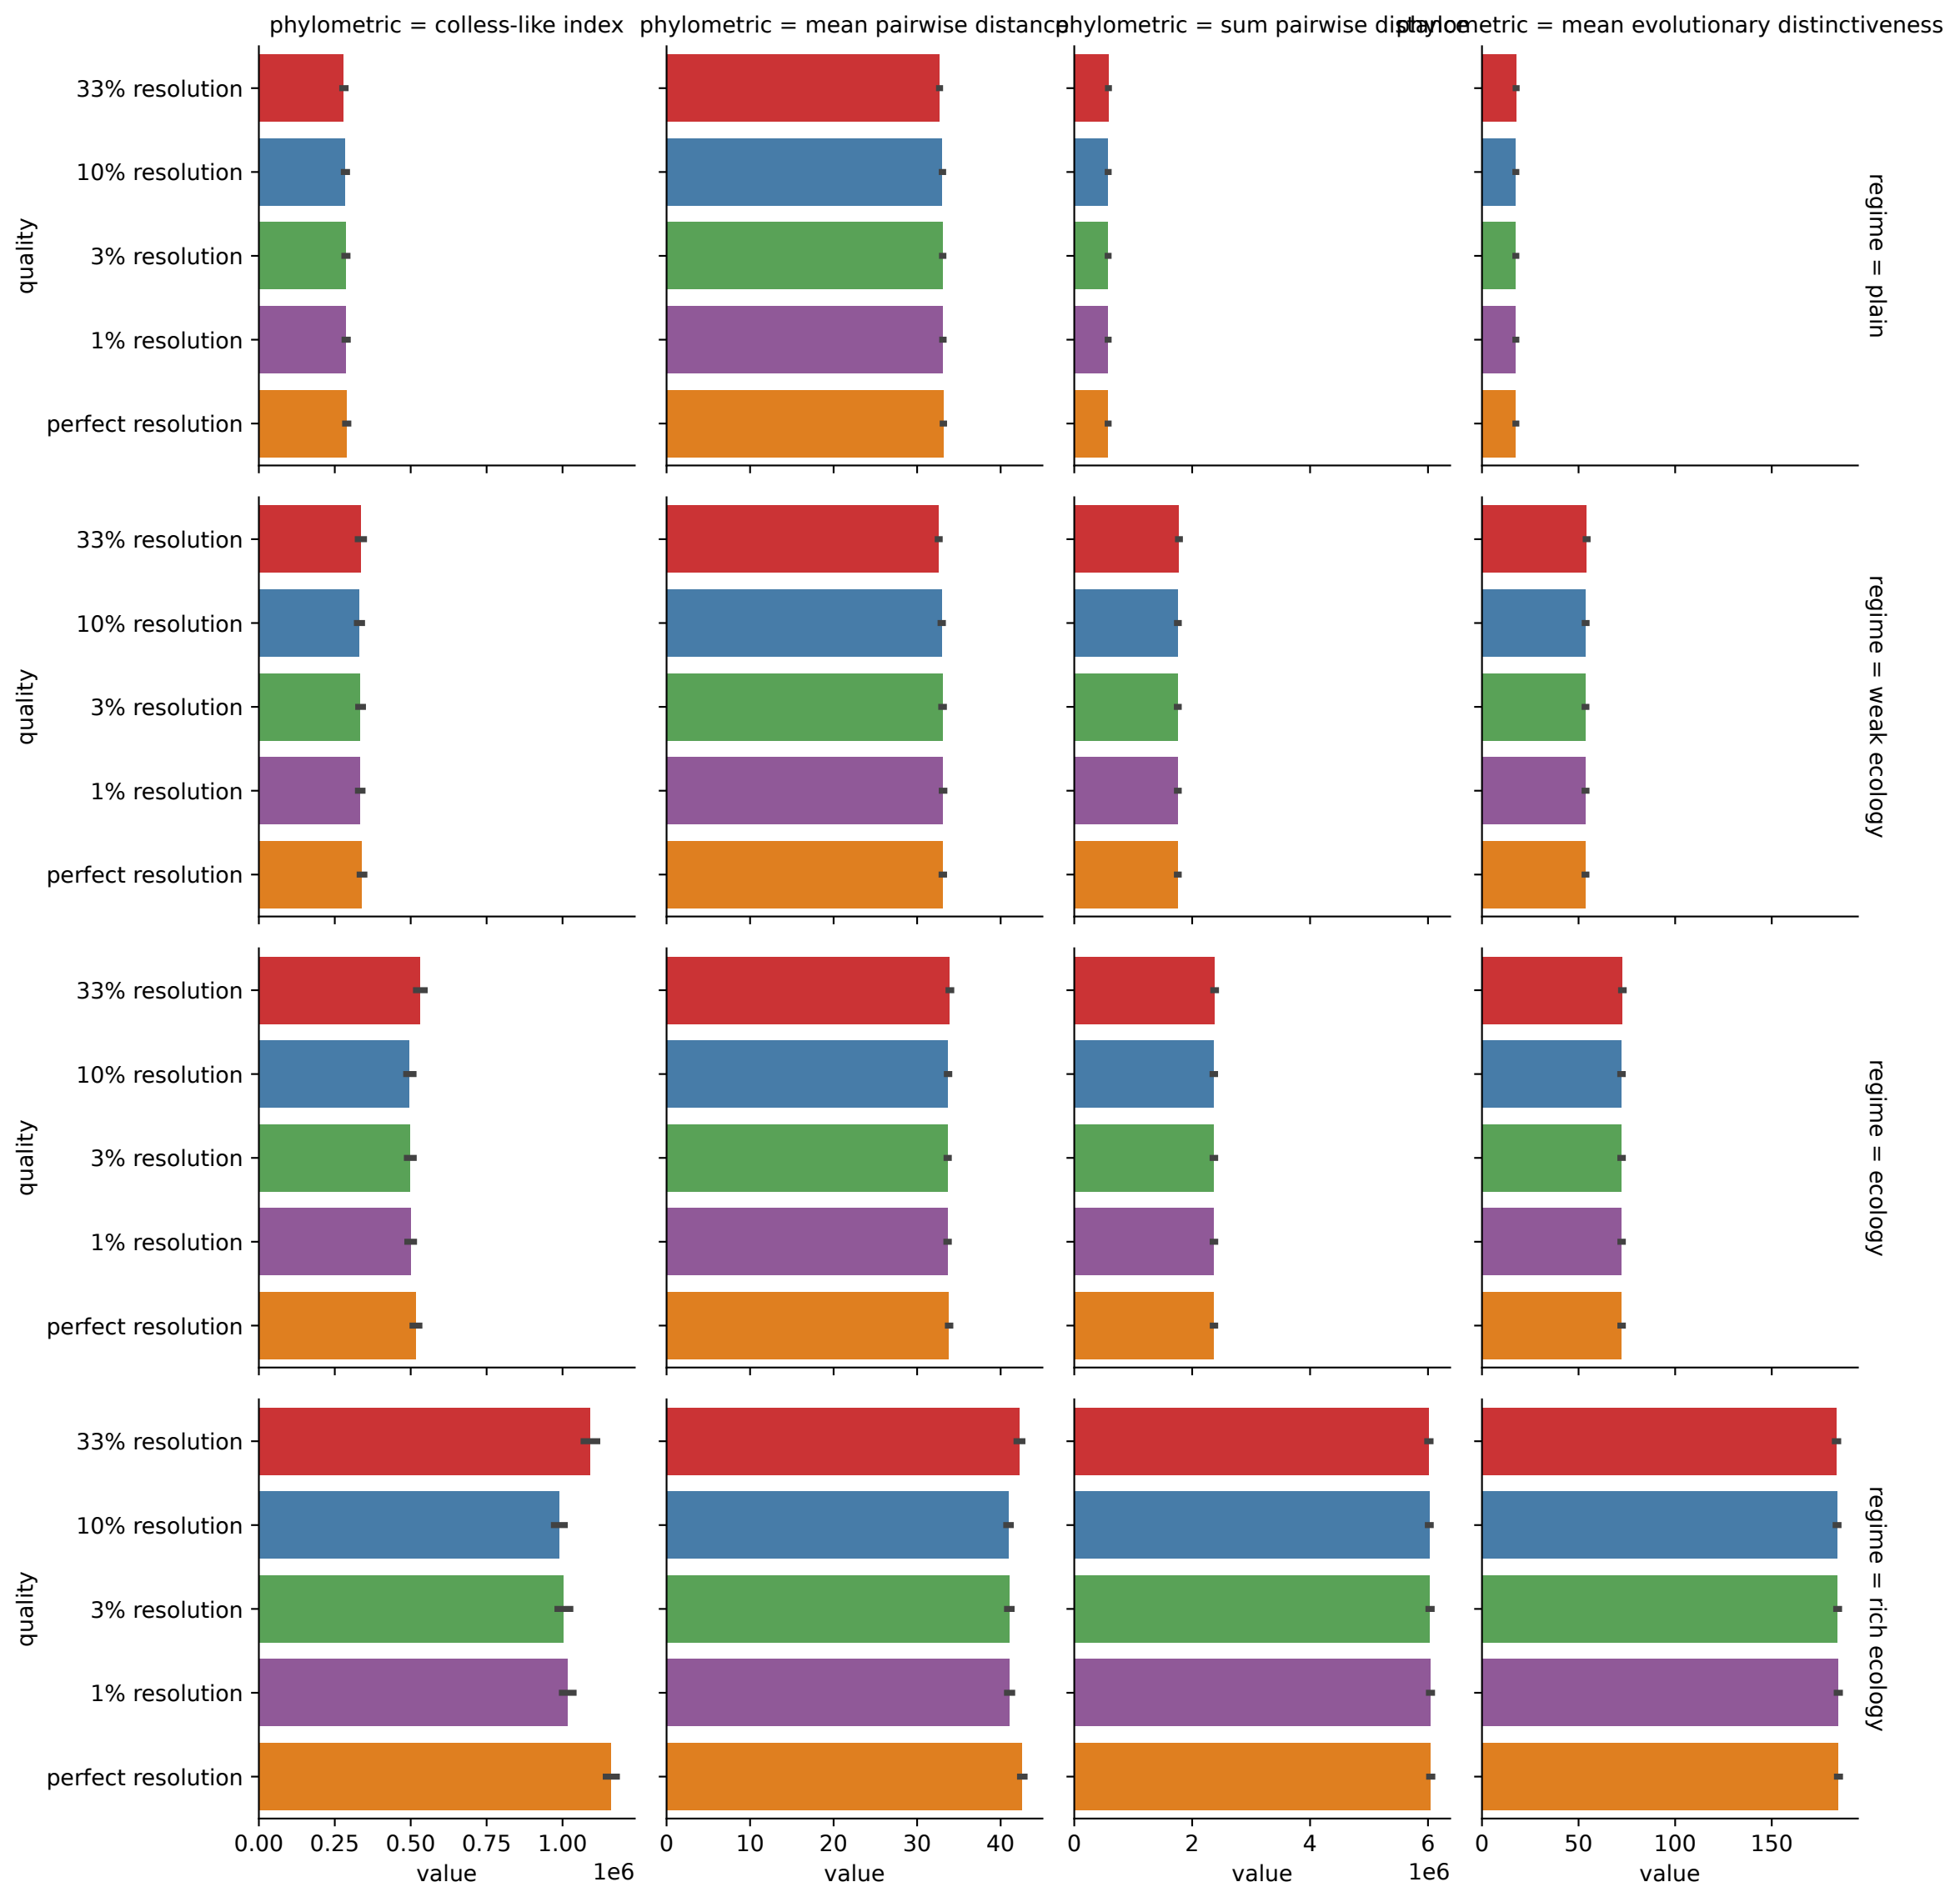 phylometric = colless-like index
phylometric = mean pairwise distance
phylometric = sum pairwise distance
phylometric = mean evolutionary distinctiveness
quality
33% resolution
10% resolution
3% resolution
1% resolution
perfect resolution
regime = plain
quality
33% resolution
10% resolution
3% resolution
1% resolution
perfect resolution
regime = weak ecology
quality
33% resolution
10% resolution
3% resolution
1% resolution
perfect resolution
regime = ecology
quality
33% resolution
10% resolution
3% resolution
1% resolution
perfect resolution
regime = rich ecology
0.00 0.25 0.50 0.75 1.00
value
1e6
0 10 20 30 40
value
0 2 4 6
value
1e6
0 50 100 150
value